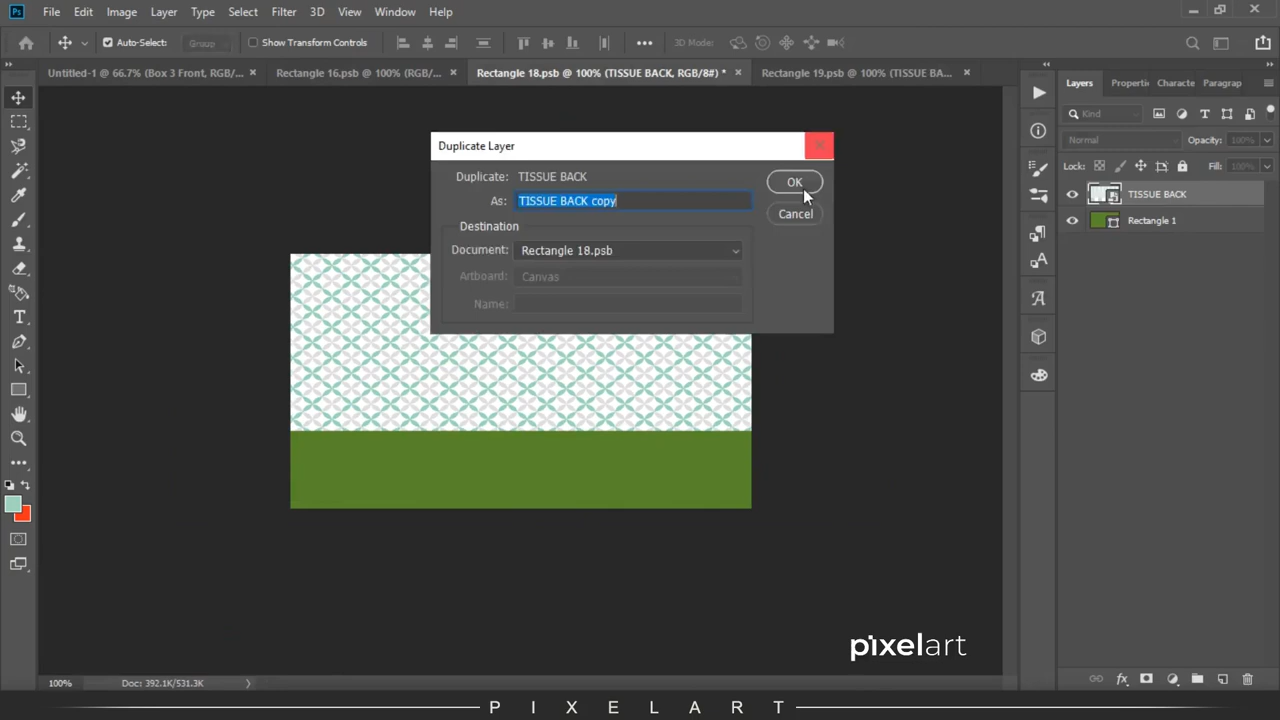 Ps File Edit Image Layer Type Select Filter 3D View Window Help
Auto-Select: Group Show Transform Controls 3D Mode:
Untitled-1 @ 66.7% (Box 3 Front, RGB/... × Rectangle 16.psb @ 100% (RGB/... × Rectangle 18.psb @ 100% (TISSUE BACK, RGB/8#) * × Rectangle 19.psb @ 100% (TISSUE BA... ×
Layers Properti Characte Paragrap
Kind
Normal Opacity: 100%
Lock: Fill: 100%
TISSUE BACK
Rectangle 1
Duplicate Layer
Duplicate: TISSUE BACK
As: TISSUE BACK copy
OK
Cancel
Destination
Document: Rectangle 18.psb
Artboard: Canvas
Name:
pixelart
100% Doc: 392.1K/531.3K
PIXELART